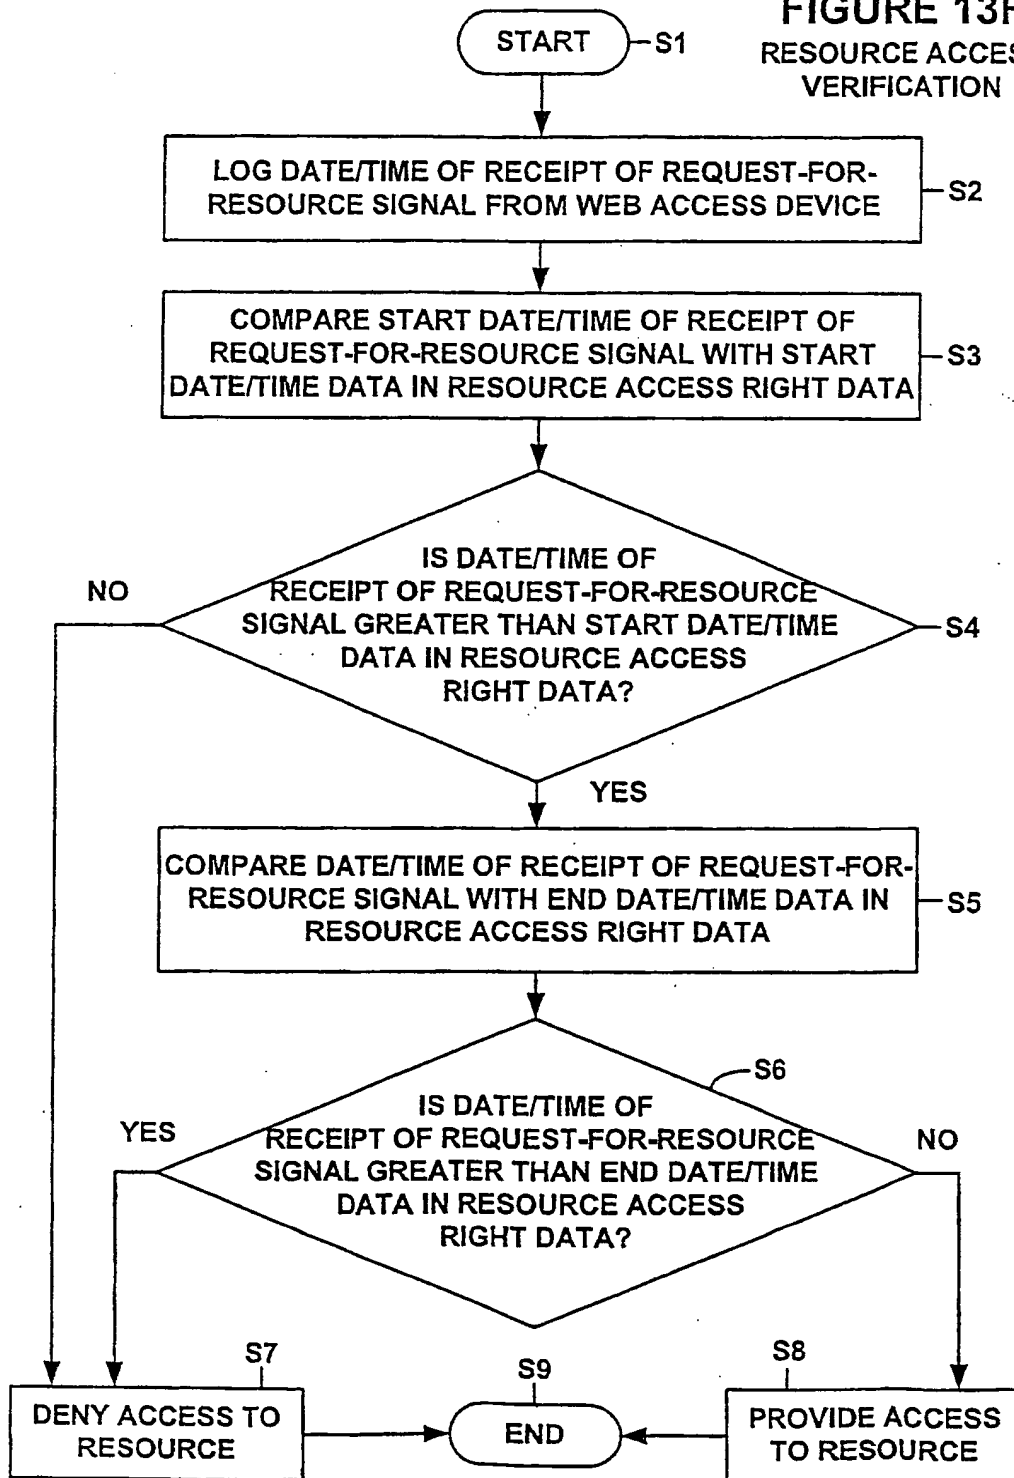 FIGURE 13
RESOURCE ACCES
VERIFICATION
START
S1
LOG DATE/TIME OF RECEIPT OF REQUEST-FOR-
RESOURCE SIGNAL FROM WEB ACCESS DEVICE
S2
COMPARE START DATE/TIME OF RECEIPT OF
REQUEST-FOR-RESOURCE SIGNAL WITH START
DATE/TIME DATA IN RESOURCE ACCESS RIGHT DATA
S3
IS DATE/TIME OF
RECEIPT OF REQUEST-FOR-RESOURCE
SIGNAL GREATER THAN START DATE/TIME
DATA IN RESOURCE ACCESS
RIGHT DATA?
NO
S4
YES
COMPARE DATE/TIME OF RECEIPT OF REQUEST-FOR-
RESOURCE SIGNAL WITH END DATE/TIME DATA IN
RESOURCE ACCESS RIGHT DATA
S5
S6
IS DATE/TIME OF
RECEIPT OF REQUEST-FOR-RESOURCE
SIGNAL GREATER THAN END DATE/TIME
DATA IN RESOURCE ACCESS
RIGHT DATA?
YES
NO
S7
DENY ACCESS TO
RESOURCE
S9
END
S8
PROVIDE ACCESS
TO RESOURCE